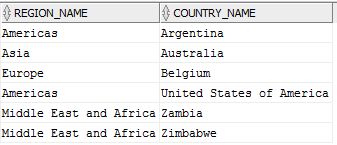 REGION_NAME COUNTRY_NAME
Americas Argentina
Asia Australia
Europe Belgium
Americas United States of America
Middle East and Africa Zambia
Middle East and Africa Zimbabwe